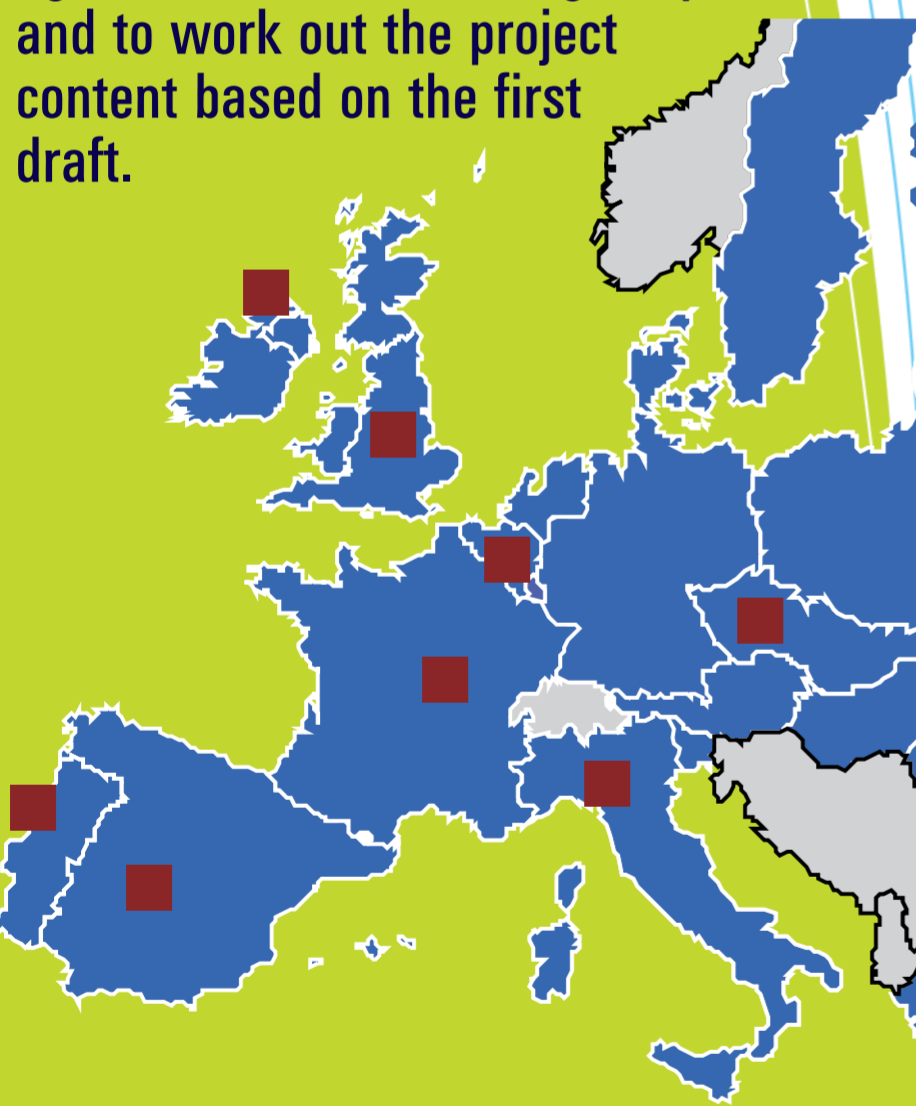 and to work out the project
content based on the first
draft.